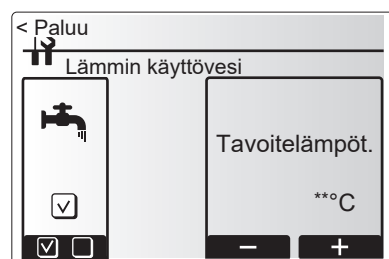 < Paluu
Lämmin käyttövesi
Tavoitelämpöt.
**°C
− +